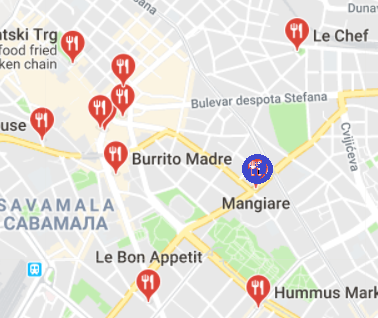 Dunav
atski Trg
food fried
ken chain
Le Chef
Bulevar despota Stefana
Cvijićeva
ouse
Burrito Madre
Mangiare
SAVAMALA
САВАМАЛА
Le Bon Appetit
Hummus Mark